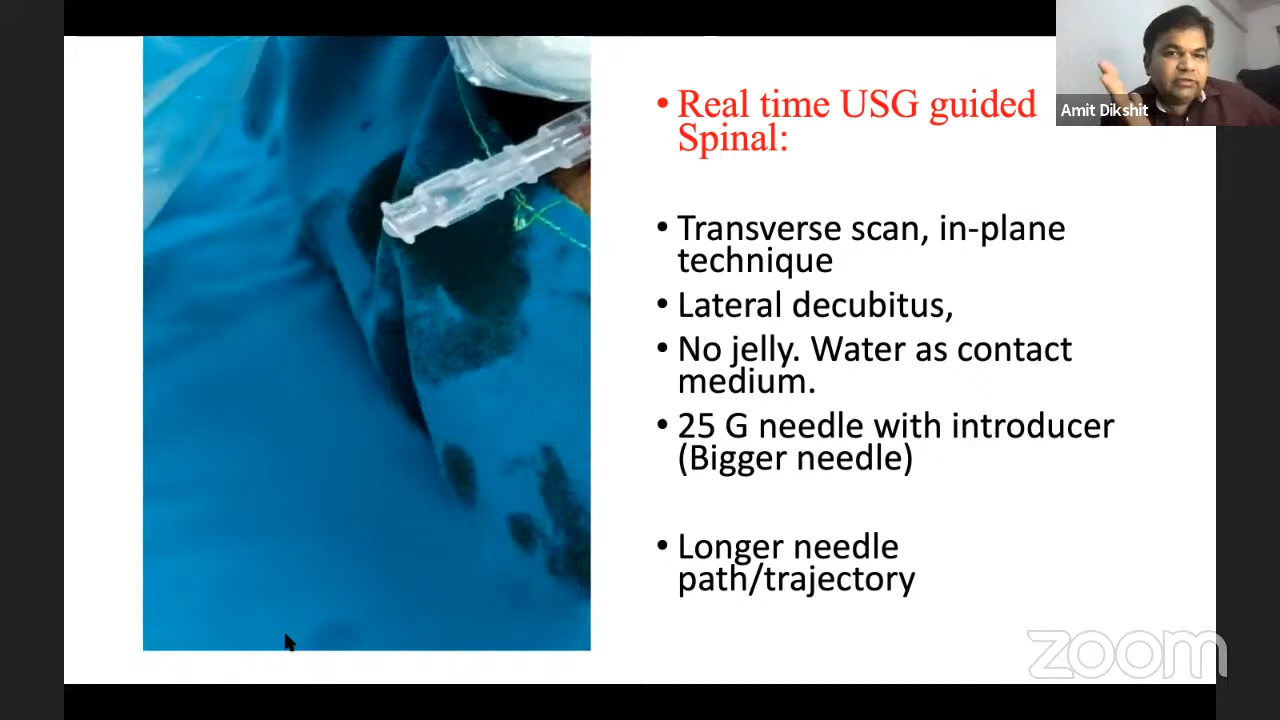 • Real time USG guided
Spinal:
• Transverse scan, in-plane
technique
• Lateral decubitus,
• No jelly. Water as contact
medium.
• 25 G needle with introducer
(Bigger needle)
• Longer needle
path/trajectory
Amit Dikshit
zoom